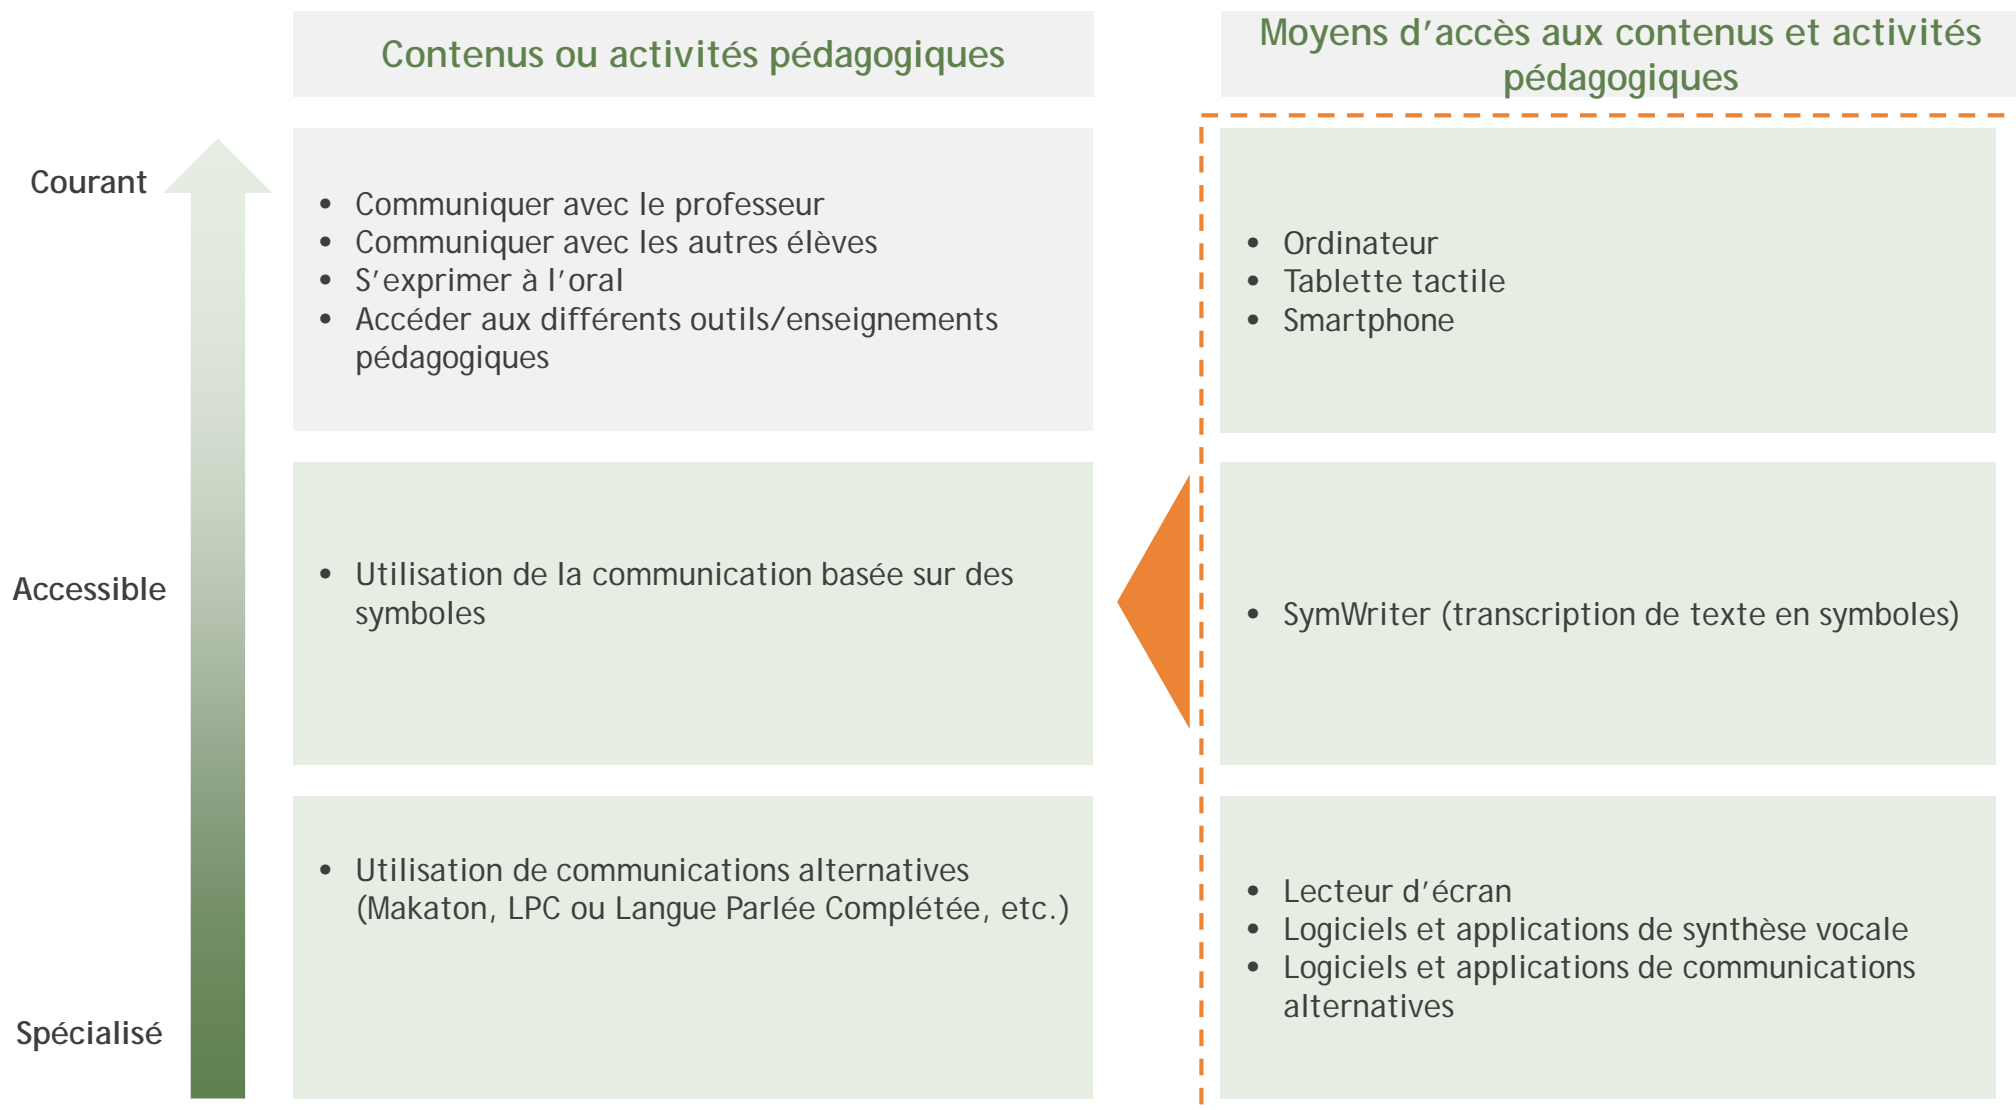 Contenus ou activités pédagogiques
Moyens d’accès aux contenus et activités
pédagogiques
Courant
• Communiquer avec le professeur
• Communiquer avec les autres élèves
• S’exprimer à l’oral
• Accéder aux différents outils/enseignements
pédagogiques
• Ordinateur
• Tablette tactile
• Smartphone
Accessible
• Utilisation de la communication basée sur des
symboles
• SymWriter (transcription de texte en symboles)
Spécialisé
• Utilisation de communications alternatives
(Makaton, LPC ou Langue Parlée Complétée, etc.)
• Lecteur d’écran
• Logiciels et applications de synthèse vocale
• Logiciels et applications de communications
alternatives